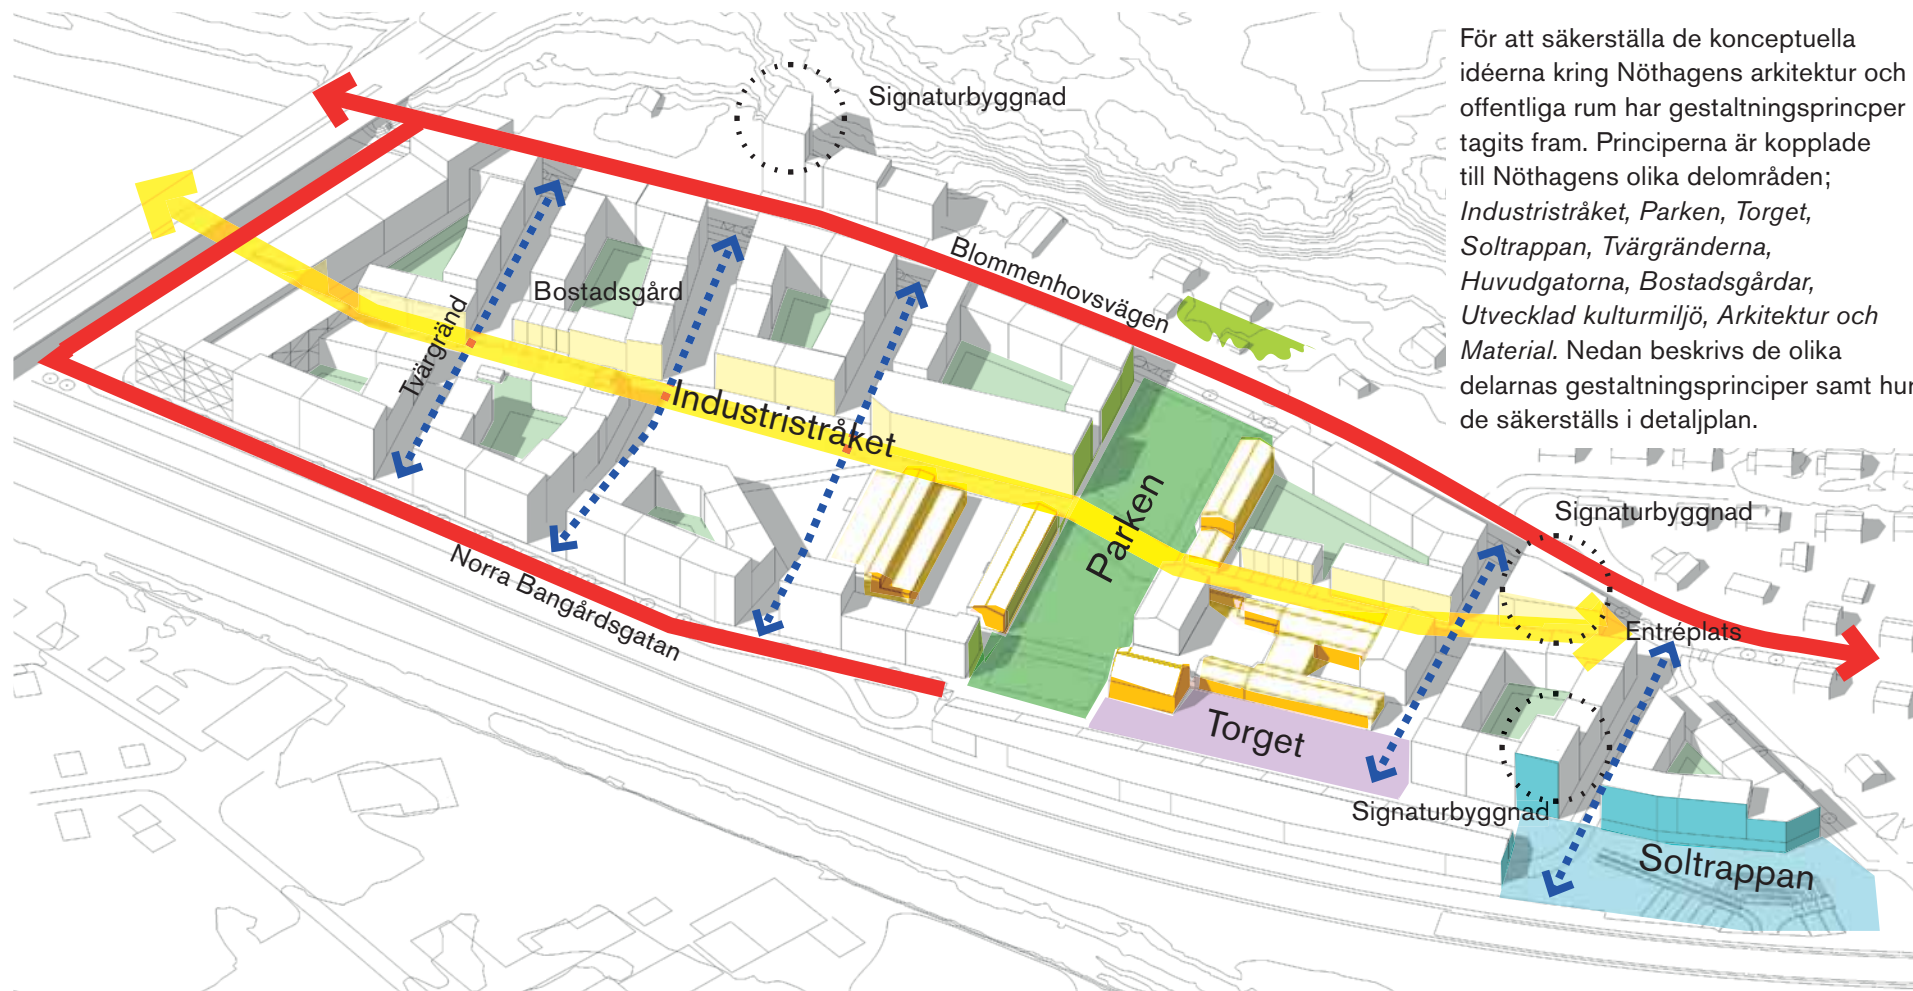 För att säkerställa de konceptuella
idéerna kring Nöthagens arkitektur och
offentliga rum har gestaltningsprincper
tagits fram. Principerna är kopplade
till Nöthagens olika delområden;
Industristråket, Parken, Torget,
Soltrappan, Tvärgränderna,
Huvudgatorna, Bostadsgårdar,
Utvecklad kulturmiljö, Arkitektur och
Material. Nedan beskrivs de olika
delarnas gestaltningsprinciper samt hur
de säkerställs i detaljplan.
Signaturbyggnad
Blommenhovsvägen
Bostadsgård
Tvärgränd
Industristråket
Parken
Signaturbyggnad
Norra Bangårdsgatan
Entréplats
Torget
Signaturbyggnad
Soltrappan